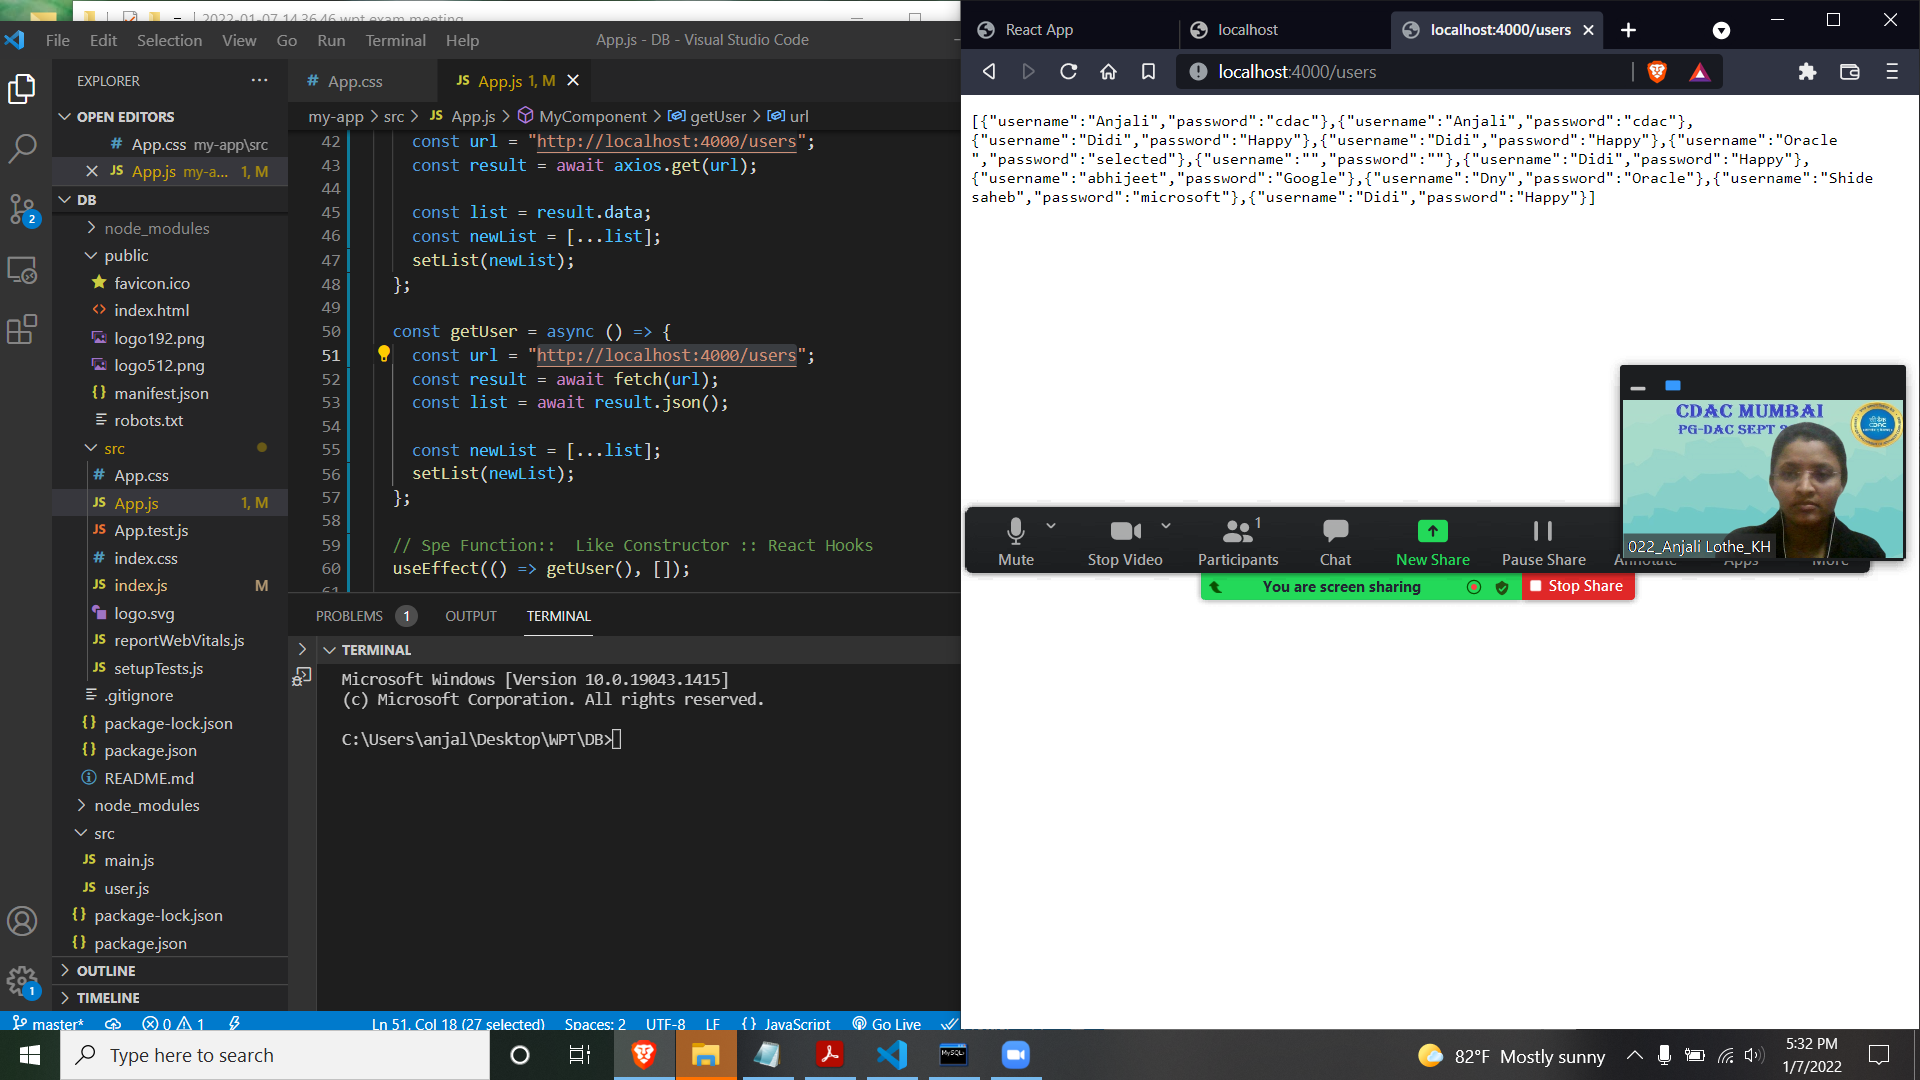 2022-01-07 14.36.46 wpt exam meeting
File Edit Selection View Go Run Terminal Help
App.js - DB - Visual Studio Code
EXPLORER ...
OPEN EDITORS
# App.css my-app\src
JS App.js my-a... 1, M
DB
node_modules
public
favicon.ico
<> index.html
logo192.png
logo512.png
{} manifest.json
robots.txt
src
# App.css
JS App.js 1, M
JS App.test.js
# index.css
JS index.js M
logo.svg
JS reportWebVitals.js
JS setupTests.js
.gitignore
{} package-lock.json
{} package.json
README.md
node_modules
src
JS main.js
JS user.js
{} package-lock.json
{} package.json
OUTLINE
TIMELINE
2
1
# App.css
JS App.js 1, M
my-app > src > JS App.js > MyComponent > getUser > url
42 const url = "http://localhost:4000/users";
43 const result = await axios.get(url);
44
45 const list = result.data;
46 const newList = [...list];
47 setList(newList);
48 };
49
50 const getUser = async () => {
51 const url = "http://localhost:4000/users";
52 const result = await fetch(url);
53 const list = await result.json();
54
55 const newList = [...list];
56 setList(newList);
57 };
58
59 // Spe Function:: Like Constructor :: React Hooks
60 useEffect(() => getUser(), []);
61
PROBLEMS 1 OUTPUT TERMINAL
TERMINAL
Microsoft Windows [Version 10.0.19043.1415]
(c) Microsoft Corporation. All rights reserved.
C:\Users\anjal\Desktop\WPT\DB>
master* 0 1 Ln 51, Col 18 (27 selected) Spaces: 2 UTF-8 LF {} JavaScript Go Live
React App
localhost
localhost:4000/users
localhost:4000/users
[{"username":"Anjali","password":"cdac"},{"username":"Anjali","password":"cdac"},
{"username":"Didi","password":"Happy"},{"username":"Didi","password":"Happy"},{"username":"Oracle
","password":"selected"},{"username":"","password":""},{"username":"Didi","password":"Happy"},
{"username":"abhijeet","password":"Google"},{"username":"Dny","password":"Oracle"},{"username":"Shide
saheb","password":"microsoft"},{"username":"Didi","password":"Happy"}]
CDAC MUMBAI
PG-DAC SEPT 2
CDAC
022_Anjali Lothe_KH
1
Mute Stop Video Participants Chat New Share Pause Share Annotate Apps More
You are screen sharing Stop Share
Type here to search
MySQL
82°F Mostly sunny
5:32 PM
1/7/2022